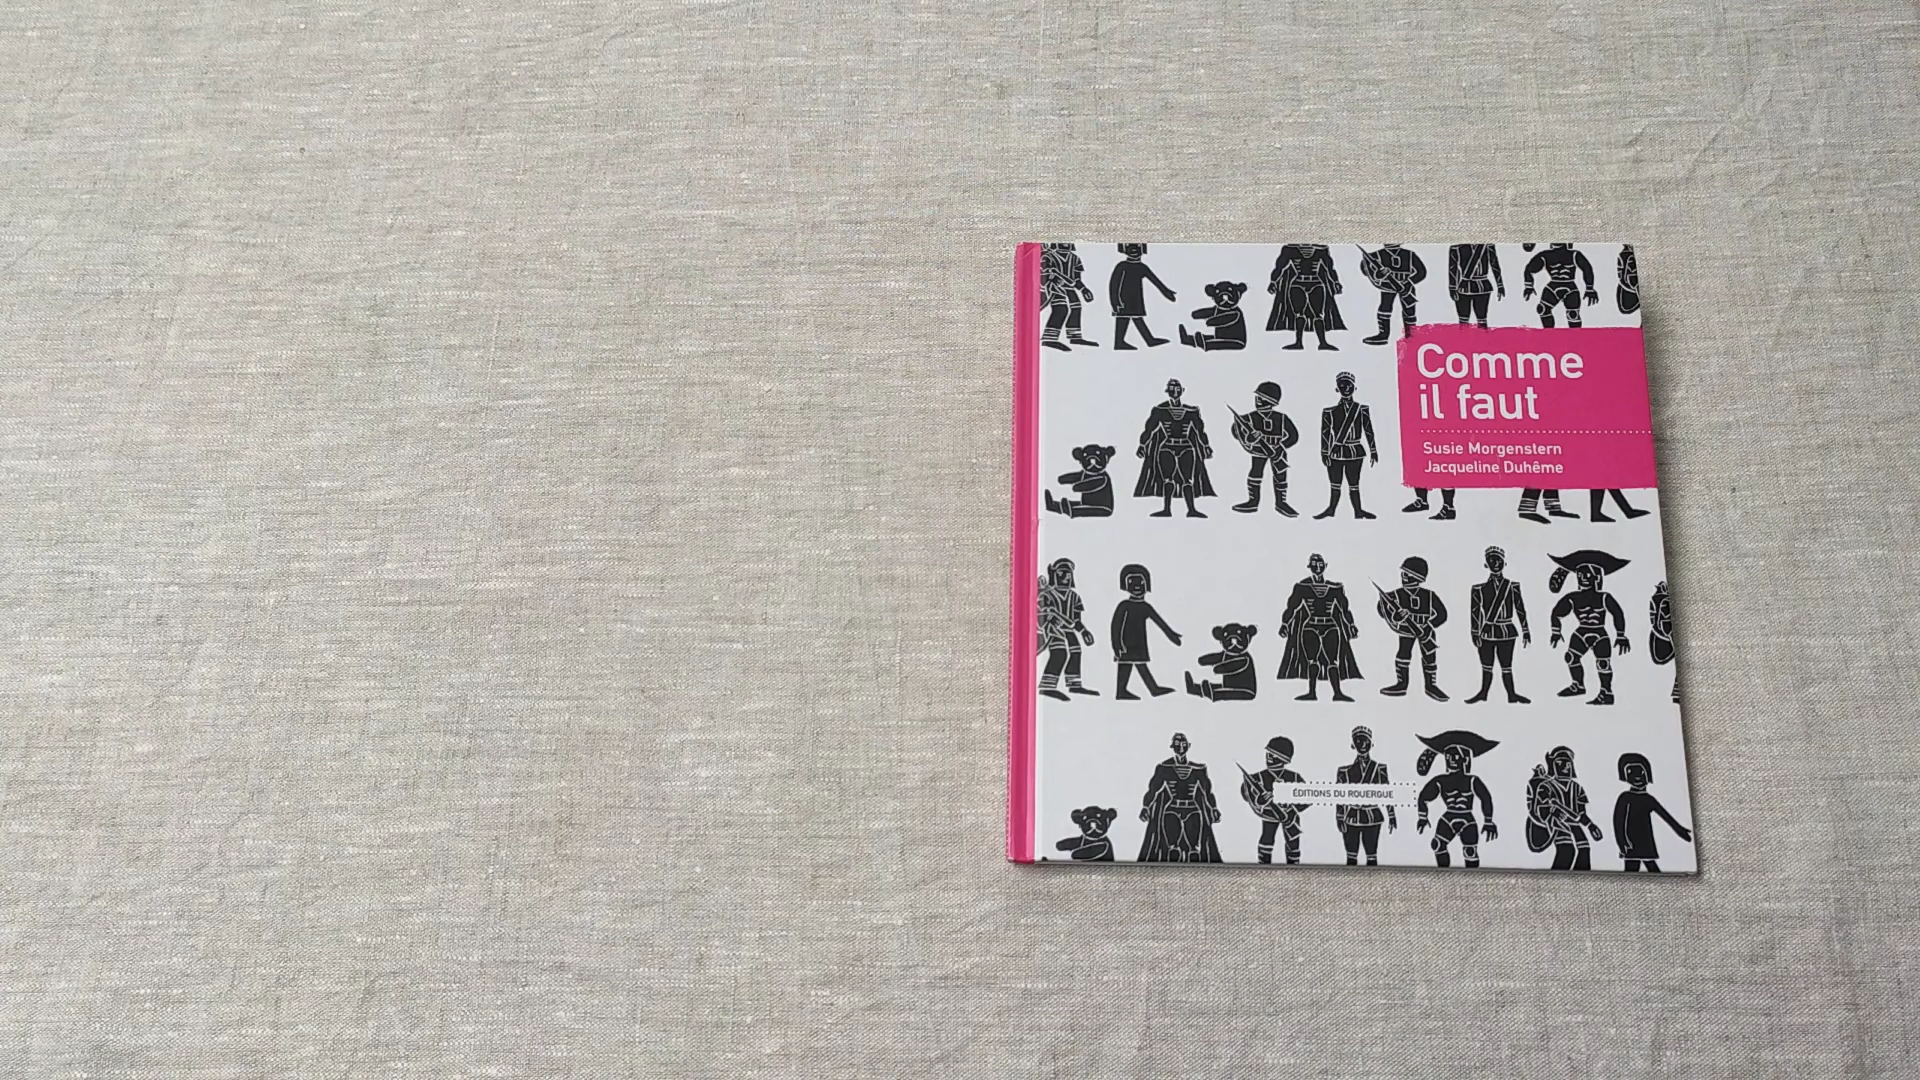 Comme
il faut
Susie Morgenstern
Jacqueline Duhême
ÉDITIONS DU ROUERGUE